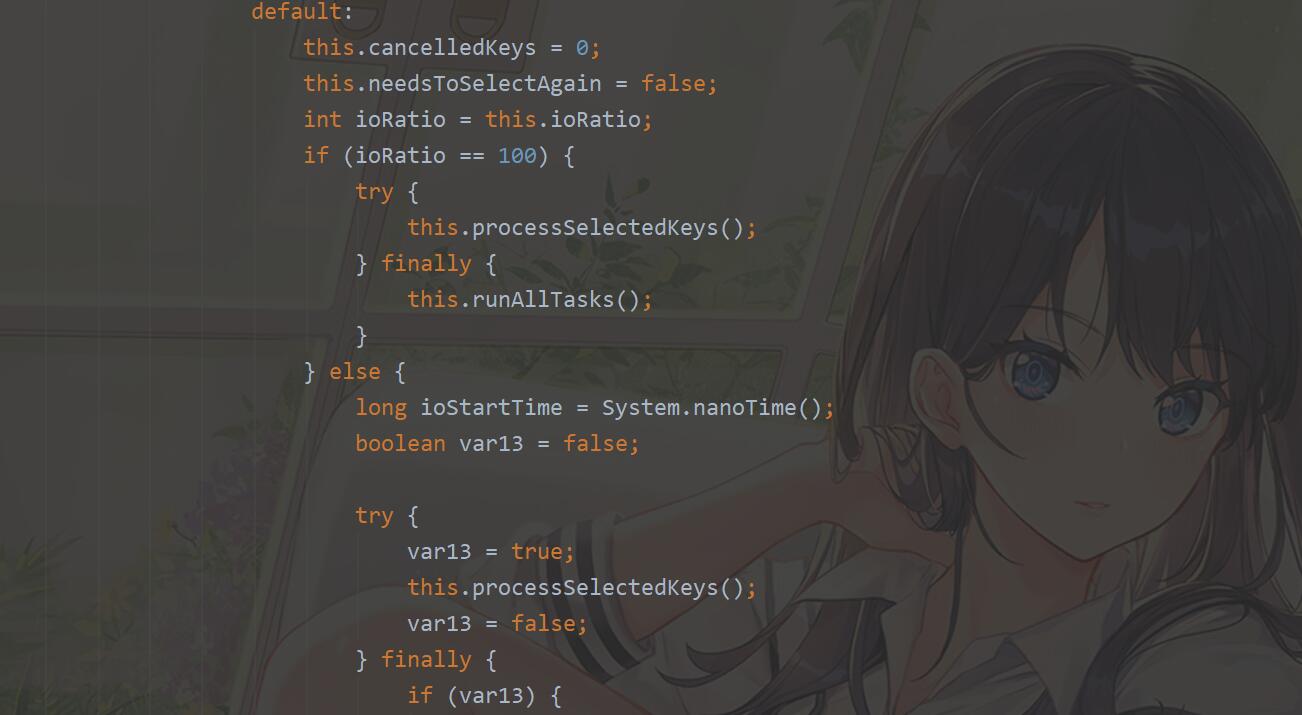 default:
this.cancelledKeys = 0;
this.needsToSelectAgain = false;
int ioRatio = this.ioRatio;
if (ioRatio == 100) {
try {
this.processSelectedKeys();
} finally {
this.runAllTasks();
}
} else {
long ioStartTime = System.nanoTime();
boolean var13 = false;
try {
var13 = true;
this.processSelectedKeys();
var13 = false;
} finally {
if (var13) {